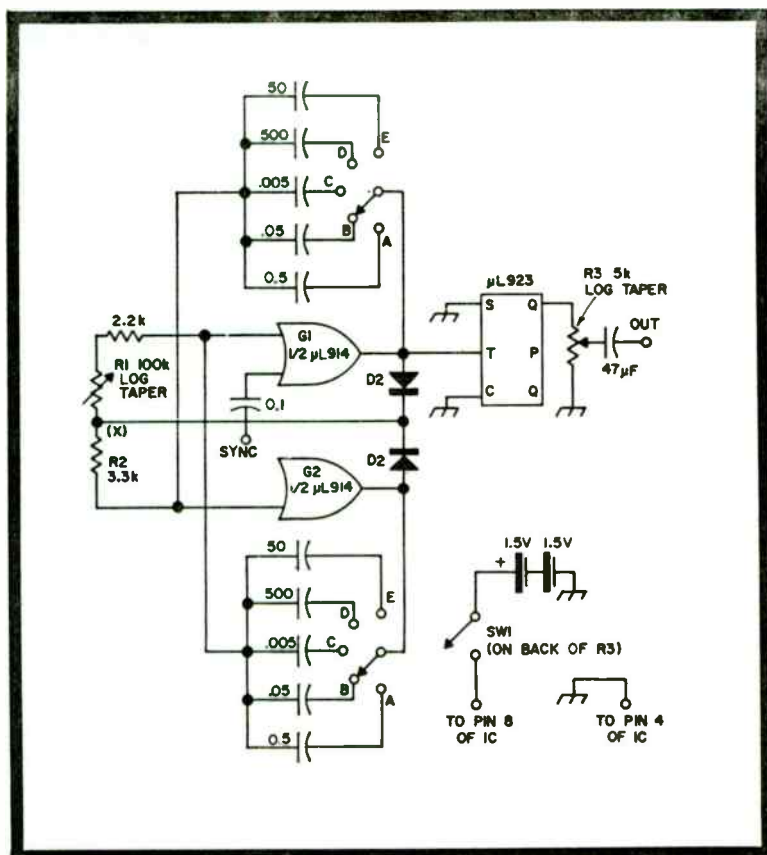 50
E
500
D
.005
C
.05
B
A
0.5
2.2k
R1 100k
LOG
TAPER
(X)
R2
3.3k
G1
1/2 µL914
0.1
SYNC
G2
1/2 µL914
D2
D2
µL923
S Q
T P
C Q
R3 5k
LOG TAPER
OUT
47µF
50
E
500
D
.005
C
.05
B
A
0.5
1.5V 1.5V
+
SW1
(ON BACK OF R3)
TO PIN 8
OF IC
TO PIN 4
OF IC